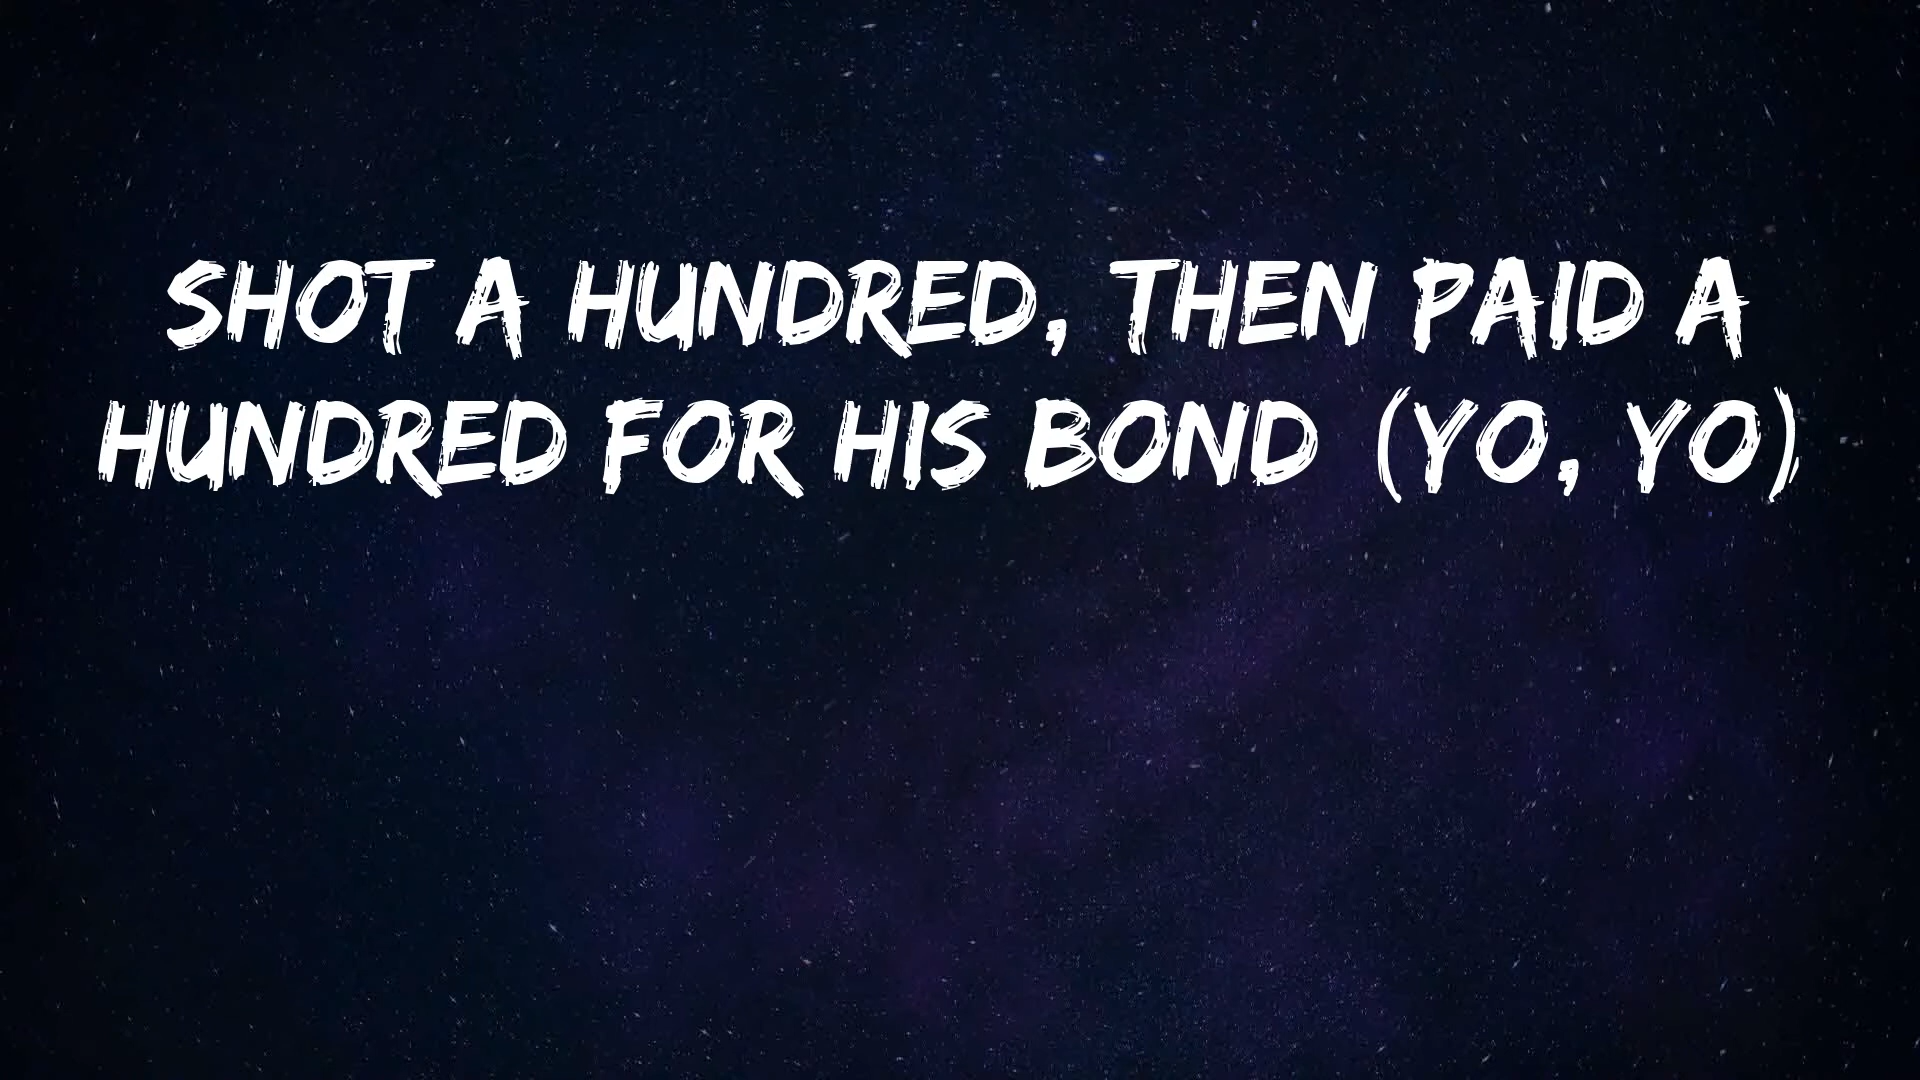 SHOT A HUNDRED, THEN PAID A
HUNDRED FOR HIS BOND (YO, YO)